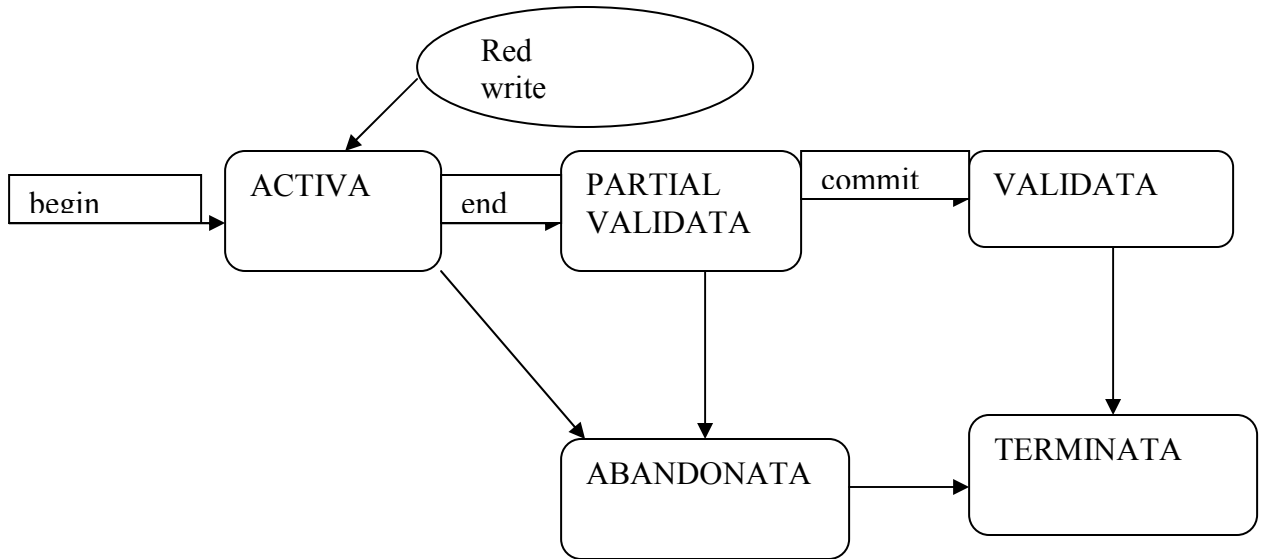 Red
write
begin
ACTIVA
end
PARTIAL
VALIDATA
commit
VALIDATA
ABANDONATA
TERMINATA